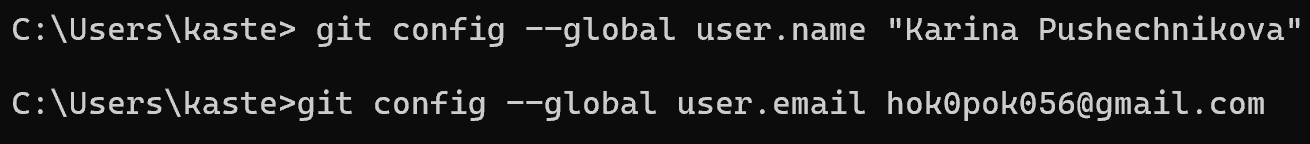 C:\Users\kaste> git config --global user.name "Karina Pushechnikova"
C:\Users\kaste>git config --global user.email hok0pok056@gmail.com